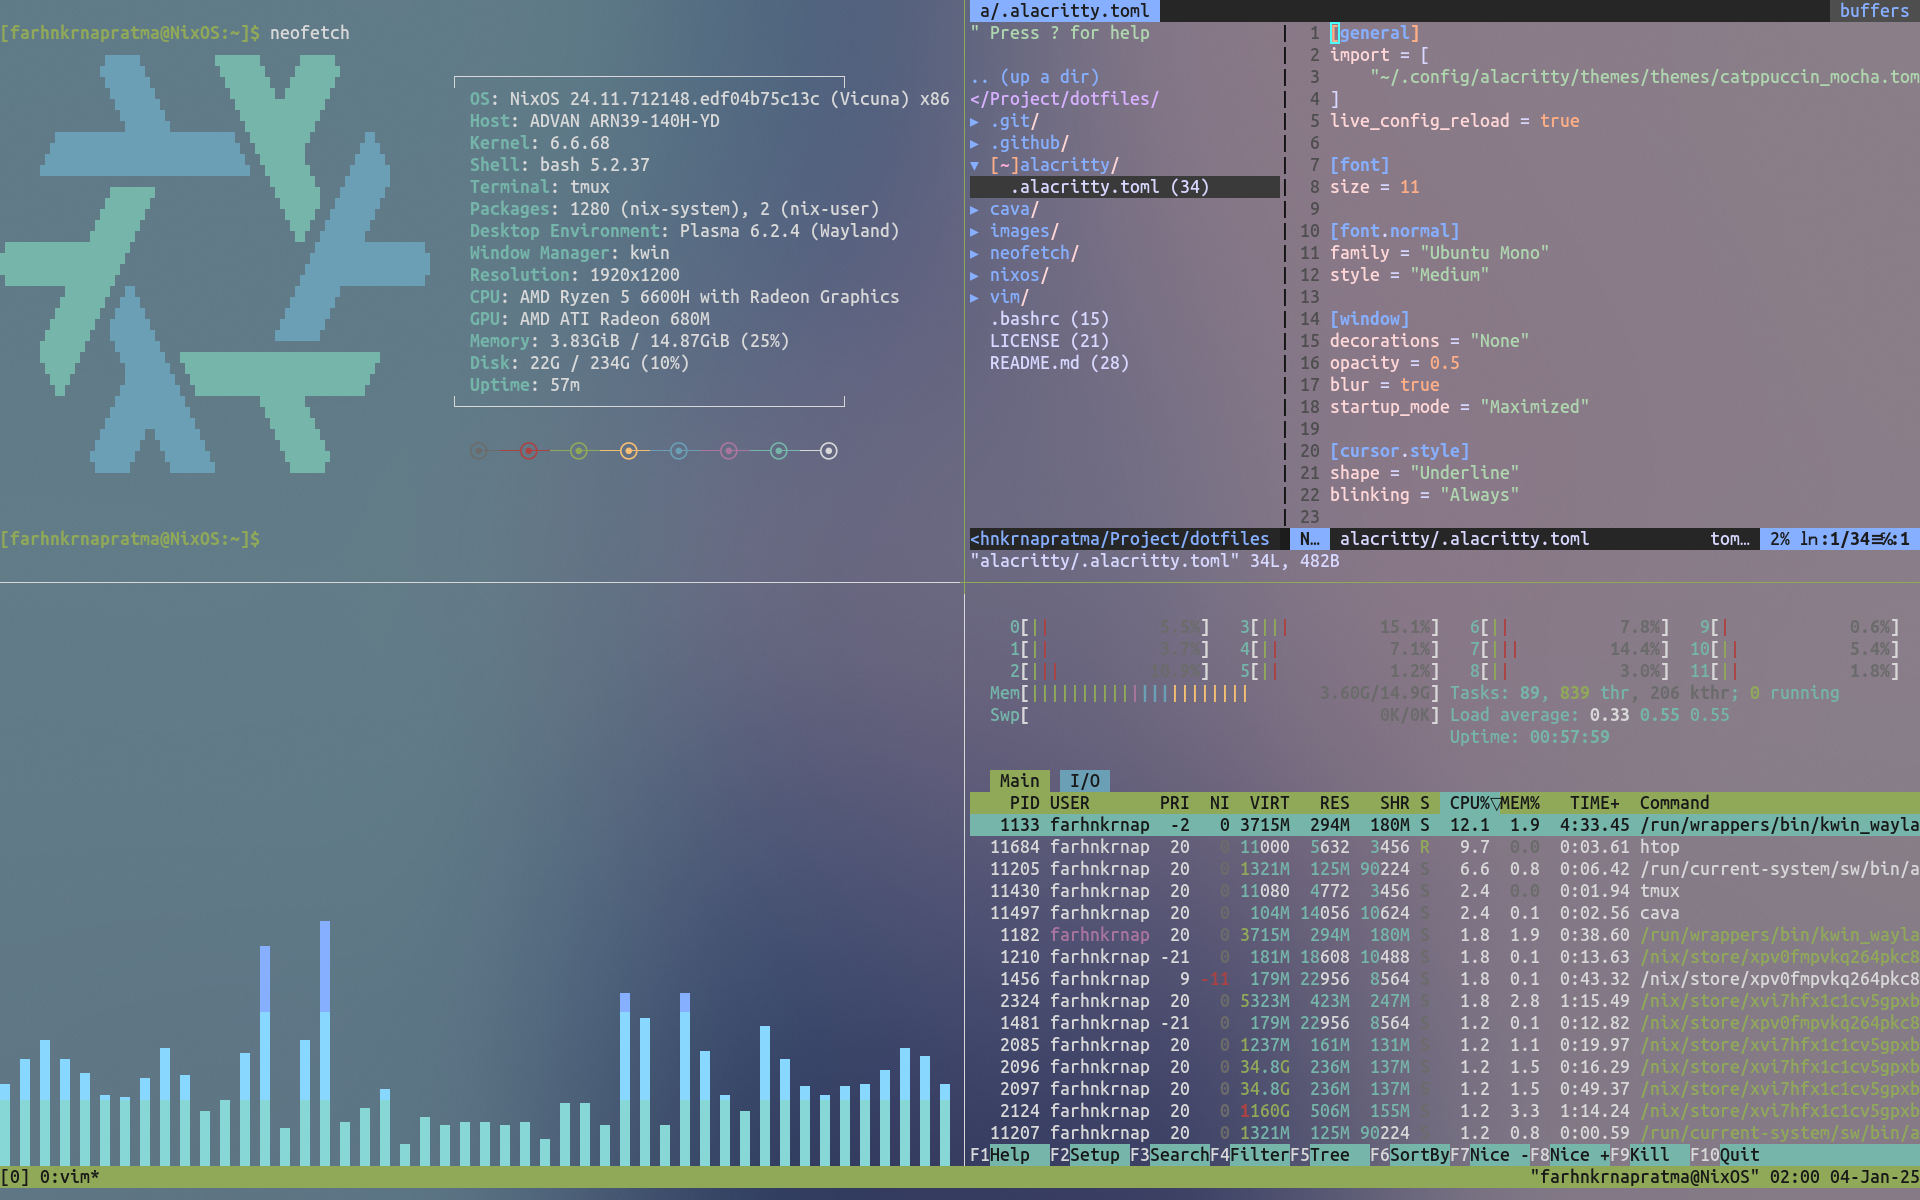 [farhnkrnapratma@NixOS:~]$ neofetch
OS: NixOS 24.11.712148.edf04b75c13c (Vicuna) x86
Host: ADVAN ARN39-140H-YD
Kernel: 6.6.68
Shell: bash 5.2.37
Terminal: tmux
Packages: 1280 (nix-system), 2 (nix-user)
Desktop Environment: Plasma 6.2.4 (Wayland)
Window Manager: kwin
Resolution: 1920x1200
CPU: AMD Ryzen 5 6600H with Radeon Graphics
GPU: AMD ATI Radeon 680M
Memory: 3.83GiB / 14.87GiB (25%)
Disk: 22G / 234G (10%)
Uptime: 57m
[farhnkrnapratma@NixOS:~]$
a/.alacritty.toml buffers
" Press ? for help
.. (up a dir)
</Project/dotfiles/
▸ .git/
▸ .github/
▾ [~]alacritty/
.alacritty.toml (34)
▸ cava/
▸ images/
▸ neofetch/
▸ nixos/
▸ vim/
.bashrc (15)
LICENSE (21)
README.md (28)
1 [general]
2 import = [
3 "~/.config/alacritty/themes/themes/catppuccin_mocha.tom
4 ]
5 live_config_reload = true
6
7 [font]
8 size = 11
9
10 [font.normal]
11 family = "Ubuntu Mono"
12 style = "Medium"
13
14 [window]
15 decorations = "None"
16 opacity = 0.5
17 blur = true
18 startup_mode = "Maximized"
19
20 [cursor.style]
21 shape = "Underline"
22 blinking = "Always"
23
<hnkrnapratma/Project/dotfiles N… alacritty/.alacritty.toml tom… 2% ln:1/34≡℅:1
"alacritty/.alacritty.toml" 34L, 482B
0[|| 5.5%] 3[||| 15.1%] 6[|| 7.8%] 9[| 0.6%]
1[|| 3.7%] 4[|| 7.1%] 7[||| 14.4%] 10[|| 5.4%]
2[||| ] 5[|| 1.2%] 8[|| 3.0%] 11[|| 1.8%]
Mem[|||||||||||||||||||||| 3.60G/14.9G] Tasks: 89, 839 thr, 206 kthr; 0 running
Swp[ 0K/0K] Load average: 0.33 0.55 0.55
Uptime: 00:57:59
Main I/O
PID USER PRI NI VIRT RES SHR S CPU%▽MEM% TIME+ Command
1133 farhnkrnap -2 0 3715M 294M 180M S 12.1 1.9 4:33.45 /run/wrappers/bin/kwin_wayla
11684 farhnkrnap 20 0 11000 5632 3456 R 9.7 0.0 0:03.61 htop
11205 farhnkrnap 20 0 1321M 125M 90224 S 6.6 0.8 0:06.42 /run/current-system/sw/bin/a
11430 farhnkrnap 20 0 11080 4772 3456 S 2.4 0.0 0:01.94 tmux
11497 farhnkrnap 20 0 104M 14056 10624 S 2.4 0.1 0:02.56 cava
1182 farhnkrnap 20 0 3715M 294M 180M S 1.8 1.9 0:38.60 /run/wrappers/bin/kwin_wayla
1210 farhnkrnap -21 0 181M 18608 10488 S 1.8 0.1 0:13.63 /nix/store/xpv0fmpvkq264pkc8
1456 farhnkrnap 9 -11 179M 22956 8564 S 1.8 0.1 0:43.32 /nix/store/xpv0fmpvkq264pkc8
2324 farhnkrnap 20 0 5323M 423M 247M S 1.8 2.8 1:15.49 /nix/store/xvi7hfx1c1cv5gpxb
1481 farhnkrnap -21 0 179M 22956 8564 S 1.2 0.1 0:12.82 /nix/store/xpv0fmpvkq264pkc8
2085 farhnkrnap 20 0 1237M 161M 131M S 1.2 1.1 0:19.97 /nix/store/xvi7hfx1c1cv5gpxb
2096 farhnkrnap 20 0 34.8G 236M 137M S 1.2 1.5 0:16.29 /nix/store/xvi7hfx1c1cv5gpxb
2097 farhnkrnap 20 0 34.8G 236M 137M S 1.2 1.5 0:49.37 /nix/store/xvi7hfx1c1cv5gpxb
2124 farhnkrnap 20 0 1160G 506M 155M S 1.2 3.3 1:14.24 /nix/store/xvi7hfx1c1cv5gpxb
11207 farhnkrnap 20 0 1321M 125M 90224 S 1.2 0.8 0:00.59 /run/current-system/sw/bin/a
F1Help F2Setup F3SearchF4FilterF5Tree F6SortByF7Nice -F8Nice +F9Kill F10Quit
[0] 0:vim* "farhnkrnapratma@NixOS" 02:00 04-Jan-25